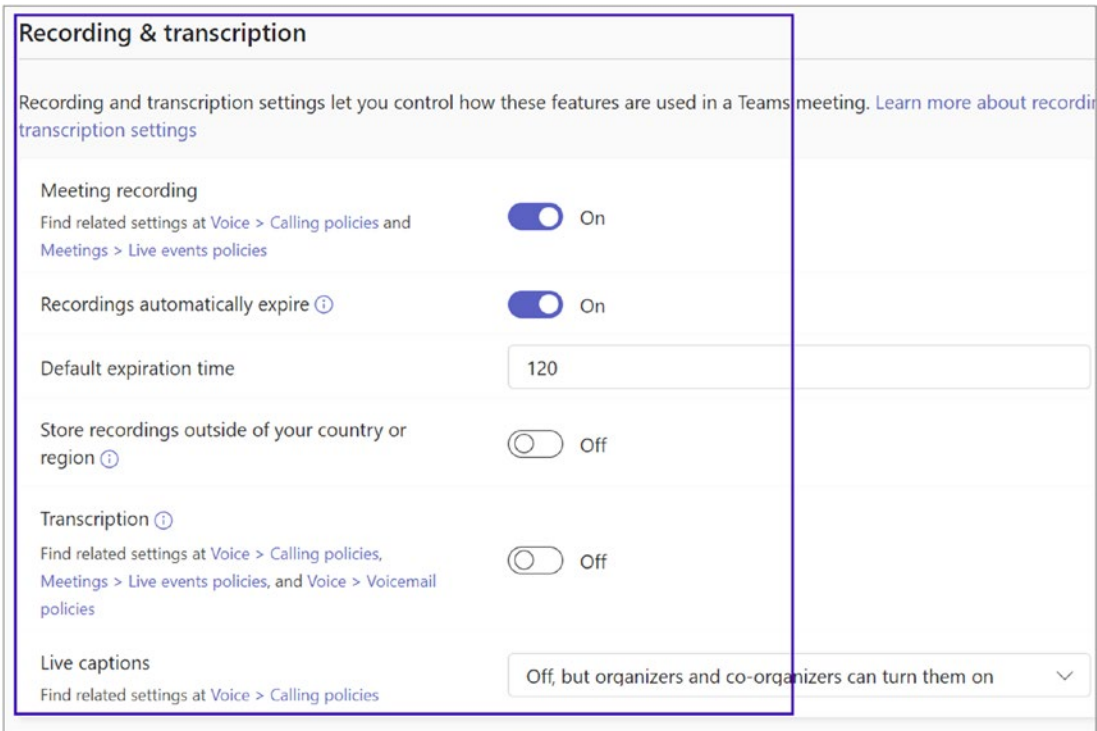 Recording & transcription
Recording and transcription settings let you control how these features are used in a Teams meeting. Learn more about
transcription settings
Meeting recording
Find related settings at Voice > Calling policies and
Meetings > Live events policies
On
Recordings automatically expire
On
Default expiration time
120
Store recordings outside of your country or
region
Off
Transcription
Find related settings at Voice > Calling policies,
Meetings > Live events policies, and Voice > Voicemail
policies
Off
Live captions
Find related settings at Voice > Calling policies
Off, but organizers and co-organizers can turn them on